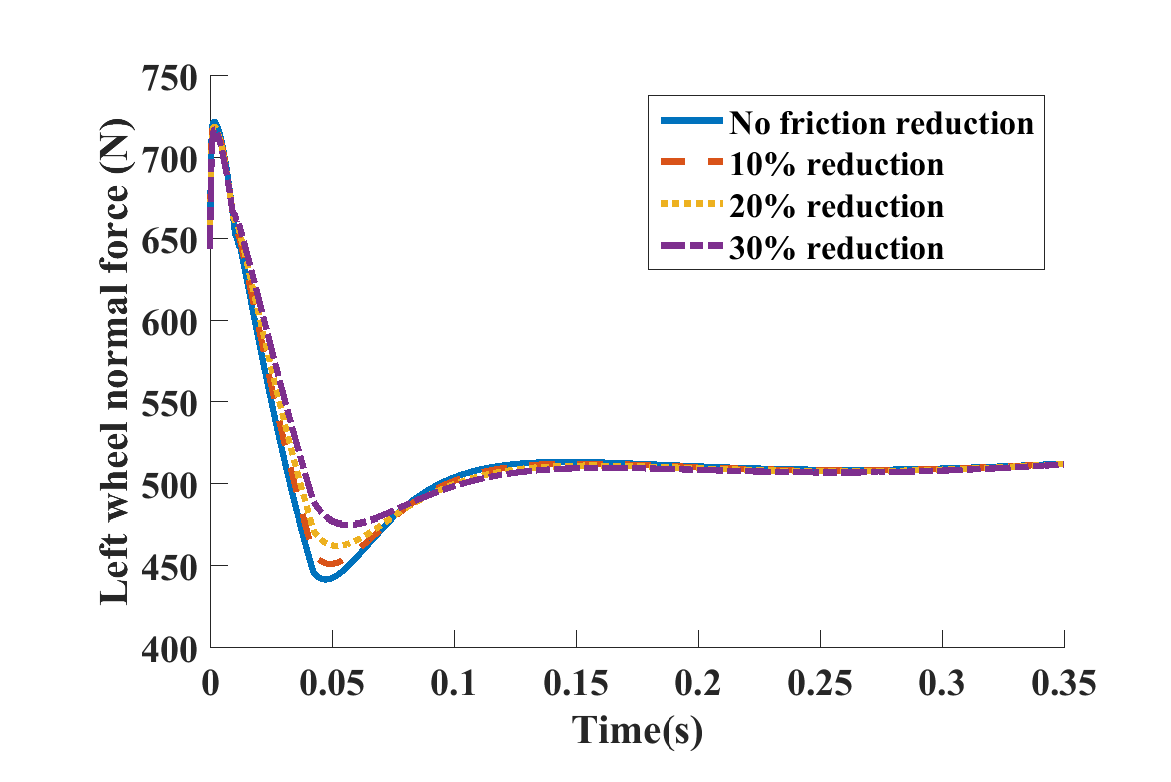 750
700
650
600
550
500
450
400
Left wheel normal force (N)
No friction reduction
10% reduction
20% reduction
30% reduction
0 0.05 0.1 0.15 0.2 0.25 0.3 0.35
Time(s)